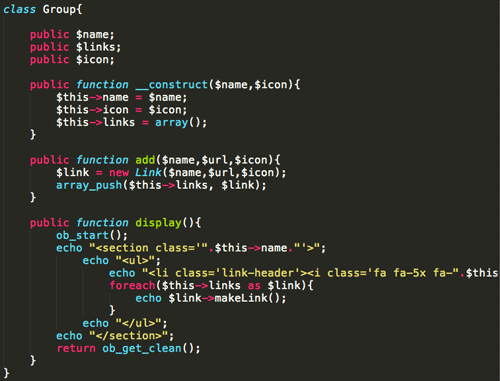 class Group{
public $name;
public $links;
public $icon;
public function __construct($name,$icon){
$this->name = $name;
$this->icon = $icon;
$this->links = array();
}
public function add($name,$url,$icon){
$link = new Link($name,$url,$icon);
array_push($this->links, $link);
}
public function display(){
ob_start();
echo "<section class='".$this->name."'>";
echo "<ul>";
echo "<li class='link-header'><i class='fa fa-5x fa-".$this
foreach($this->links as $link){
echo $link->makeLink();
}
echo "</ul>";
echo "</section>";
return ob_get_clean();
}
}